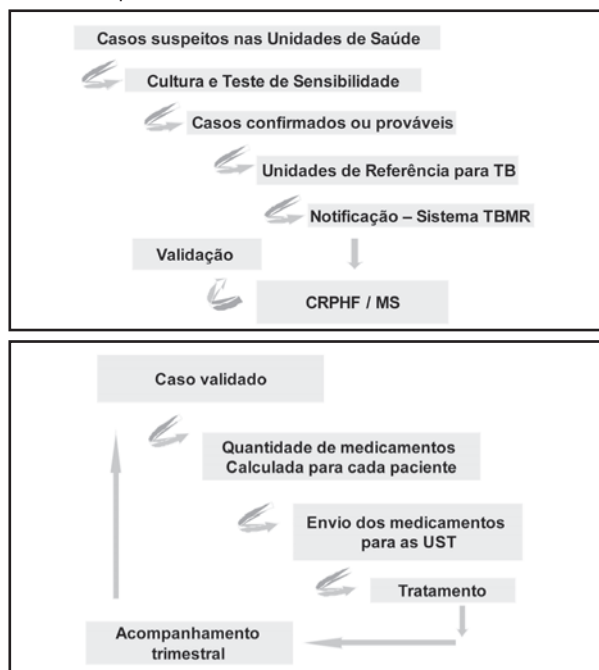 Casos suspeitos nas Unidades de Saúde
Cultura e Teste de Sensibilidade
Casos confirmados ou prováveis
Unidades de Referência para TB
Notificação – Sistema TBMR
Validação
CRPHF / MS
Caso validado
Quantidade de medicamentos
Calculada para cada paciente
Envio dos medicamentos
para as UST
Tratamento
Acompanhamento
trimestral